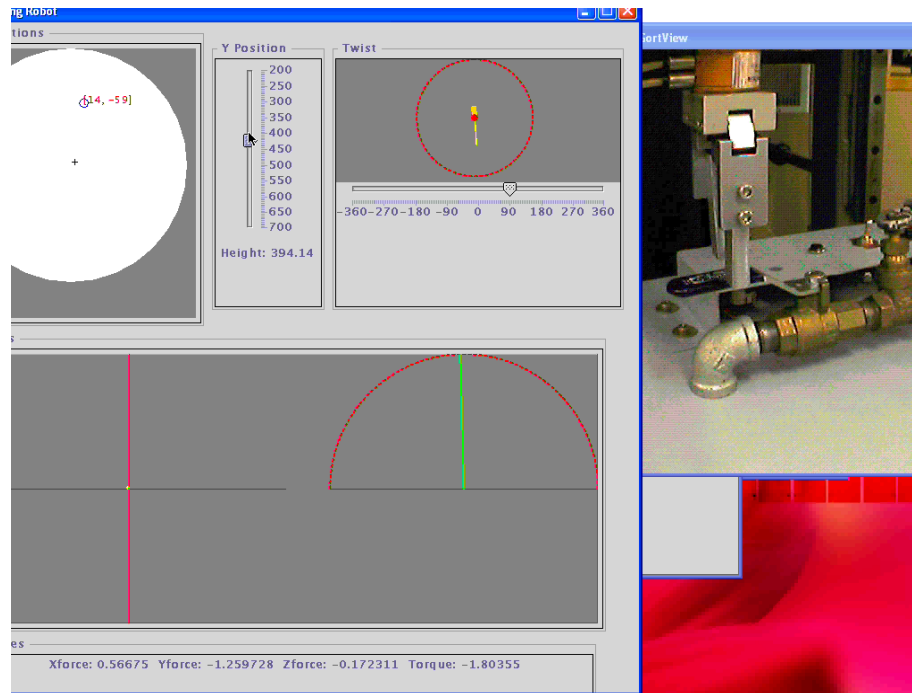 ng Robot
tions
[14, -59]
Y Position
200
250
300
350
400
450
500
550
600
650
700
Height: 394.14
Twist
-360 -270 -180 -90 0 90 180 270 360
SortView
s
es
Xforce: 0.56675 Yforce: -1.259728 Zforce: -0.172311 Torque: -1.80355